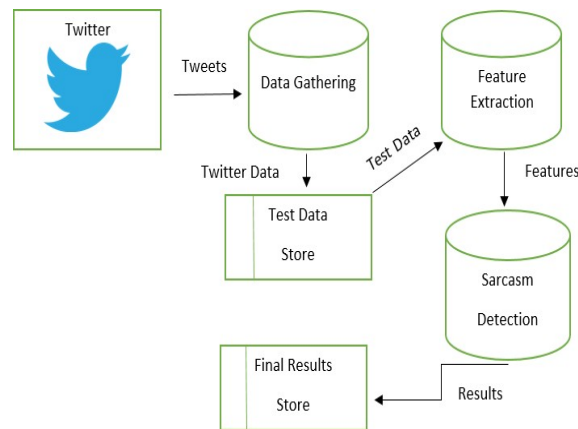 Twitter
Tweets
Data Gathering
Feature
Extraction
Test Data
Twitter Data
Features
Test Data
Store
Sarcasm
Detection
Final Results
Store
Results